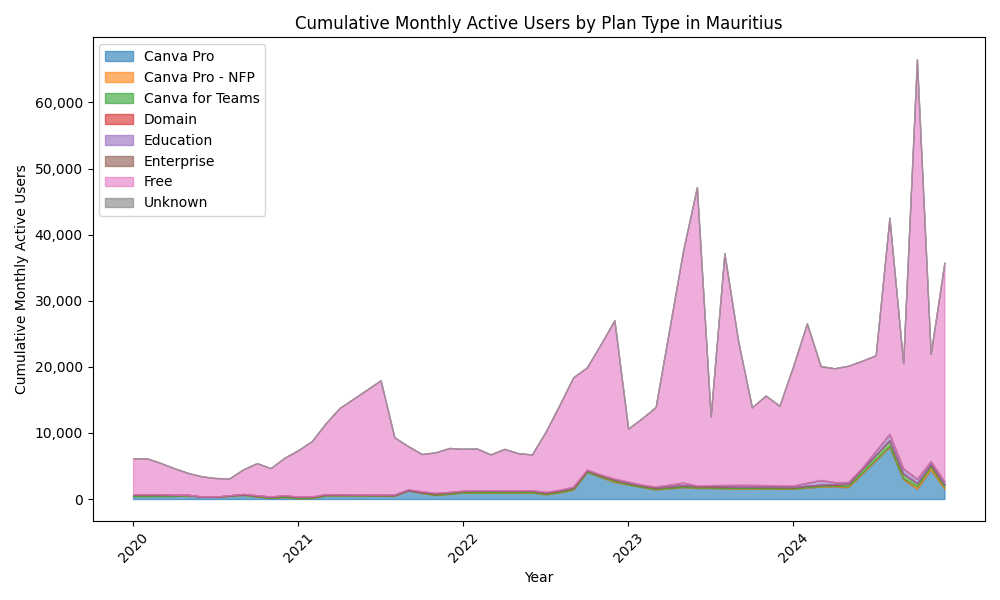 Cumulative Monthly Active Users by Plan Type in Mauritius
Canva Pro
Canva Pro - NFP
Canva for Teams
Domain
Education
Enterprise
Free
Unknown
Cumulative Monthly Active Users
60,000
50,000
40,000
30,000
20,000
10,000
0
2020
2021
2022
2023
2024
Year